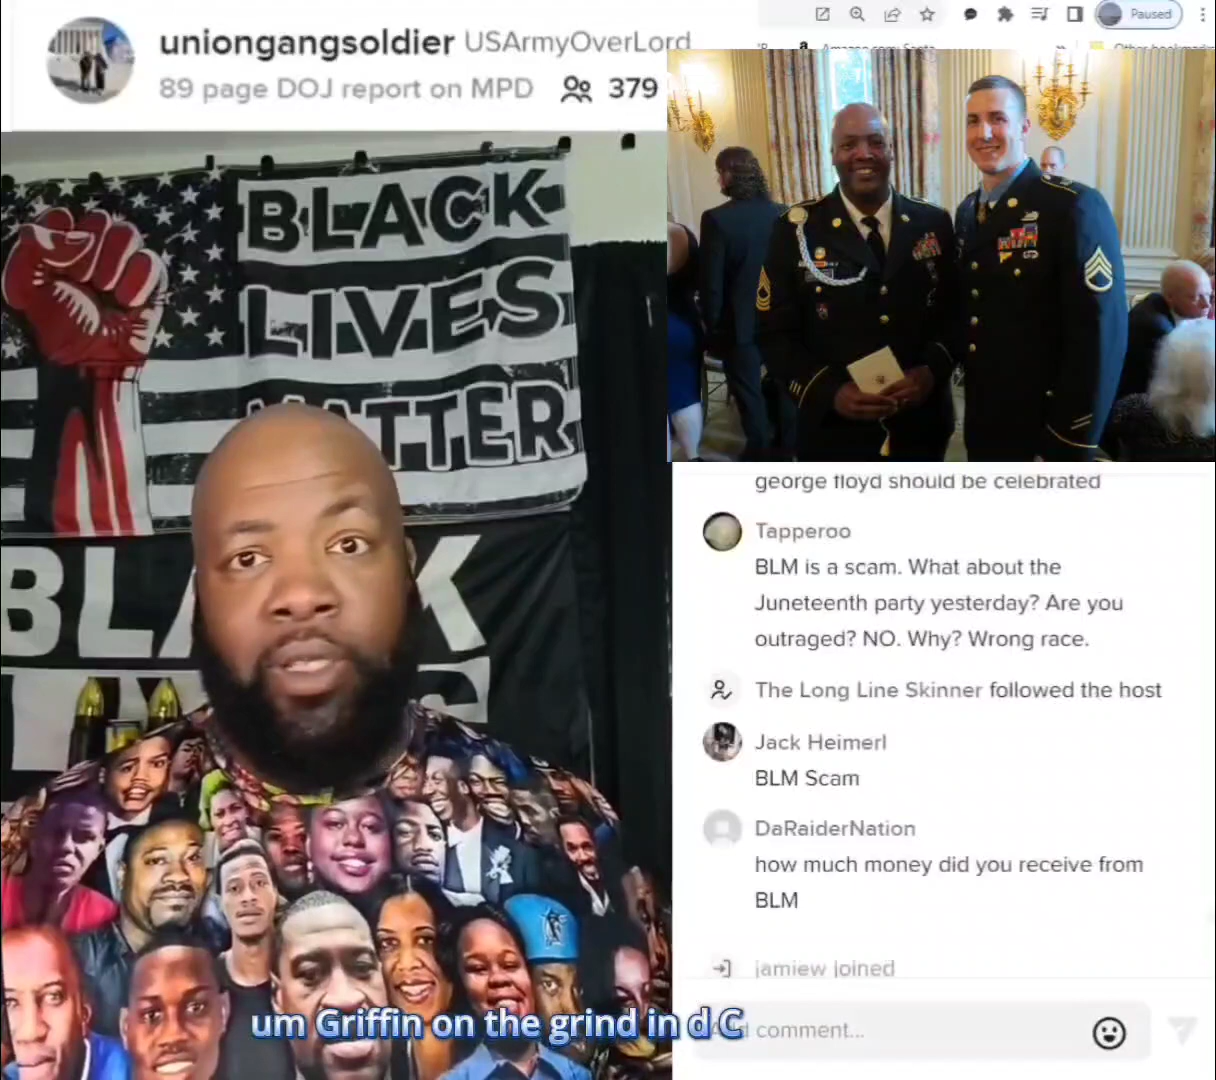 uniongangsoldier USArmyOverLord
89 page DOJ report on MPD 379
Paused
BLACK
LIVES
MATTER
george floyd should be celebrated
Tapperoo
BLM is a scam. What about the
Juneteenth party yesterday? Are you
outraged? NO. Why? Wrong race.
The Long Line Skinner followed the host
Jack Heimerl
BLM Scam
DaRaiderNation
how much money did you receive from
BLM
jamiew joined
comment...
um Griffin on the grind in d C